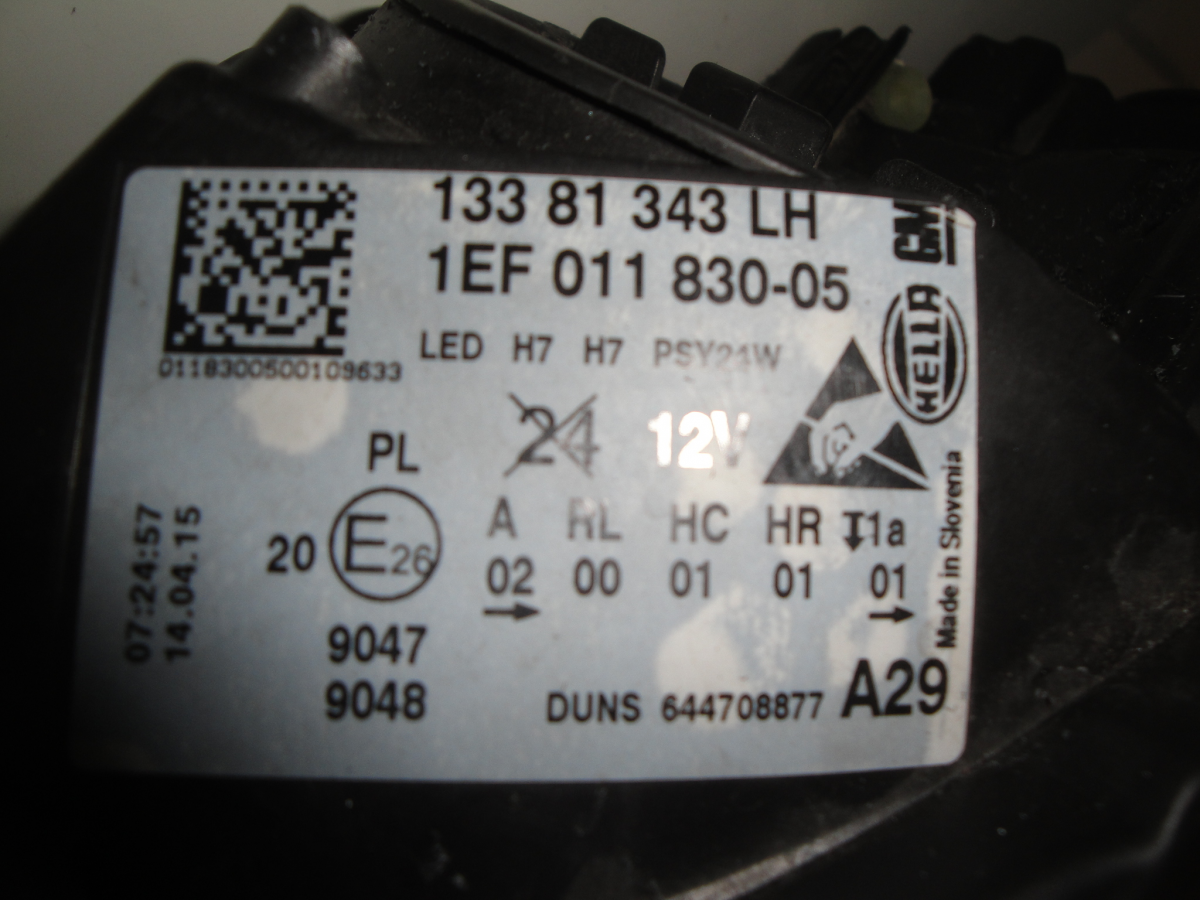 133 81 343 LH
GM
1EF 011 830-05
HELLA
LED H7 H7 PSY24W
0118300500109633
24 12V
PL
A RL HC HR 1a
20 E26
02 00 01 01 01
Made in Slovenia
07:24:57
14.04.15
9047
9048
DUNS 644708877 A29